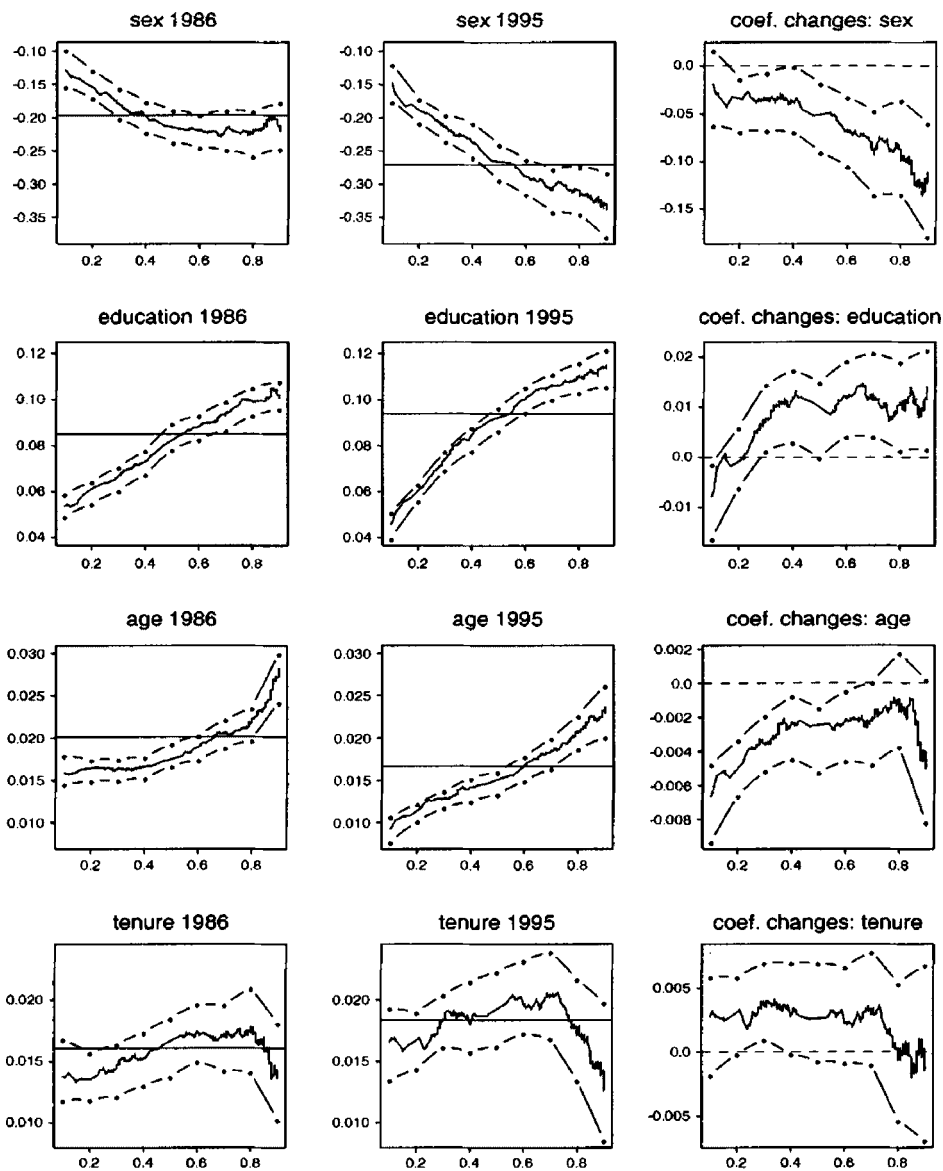 sex 1986
sex 1995
coef. changes: sex
-0.10
-0.15
-0.20
-0.25
-0.30
-0.35
0.2 0.4 0.6 0.8
-0.10
-0.15
-0.20
-0.25
-0.30
-0.35
0.2 0.4 0.6 0.8
0.0
-0.05
-0.10
-0.15
0.2 0.4 0.6 0.8
education 1986
education 1995
coef. changes: education
0.12
0.10
0.08
0.06
0.04
0.2 0.4 0.6 0.8
0.12
0.10
0.08
0.06
0.04
0.2 0.4 0.6 0.8
0.02
0.01
0.0
-0.01
0.2 0.4 0.6 0.8
age 1986
age 1995
coef. changes: age
0.030
0.025
0.020
0.015
0.010
0.2 0.4 0.6 0.8
0.030
0.025
0.020
0.015
0.010
0.2 0.4 0.6 0.8
0.002
0.0
-0.002
-0.004
-0.006
-0.008
0.2 0.4 0.6 0.8
tenure 1986
tenure 1995
coef. changes: tenure
0.020
0.015
0.010
0.2 0.4 0.6 0.8
0.020
0.015
0.010
0.2 0.4 0.6 0.8
0.005
0.0
-0.005
0.2 0.4 0.6 0.8